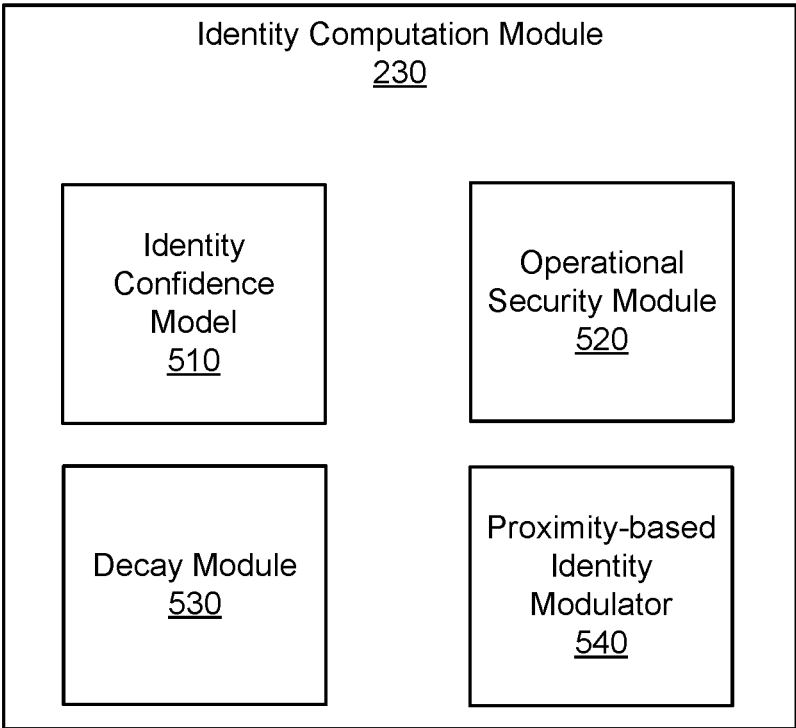 Identity Computation Module
230
Identity
Confidence
Model
510
Operational
Security Module
520
Decay Module
530
Proximity-based
Identity
Modulator
540